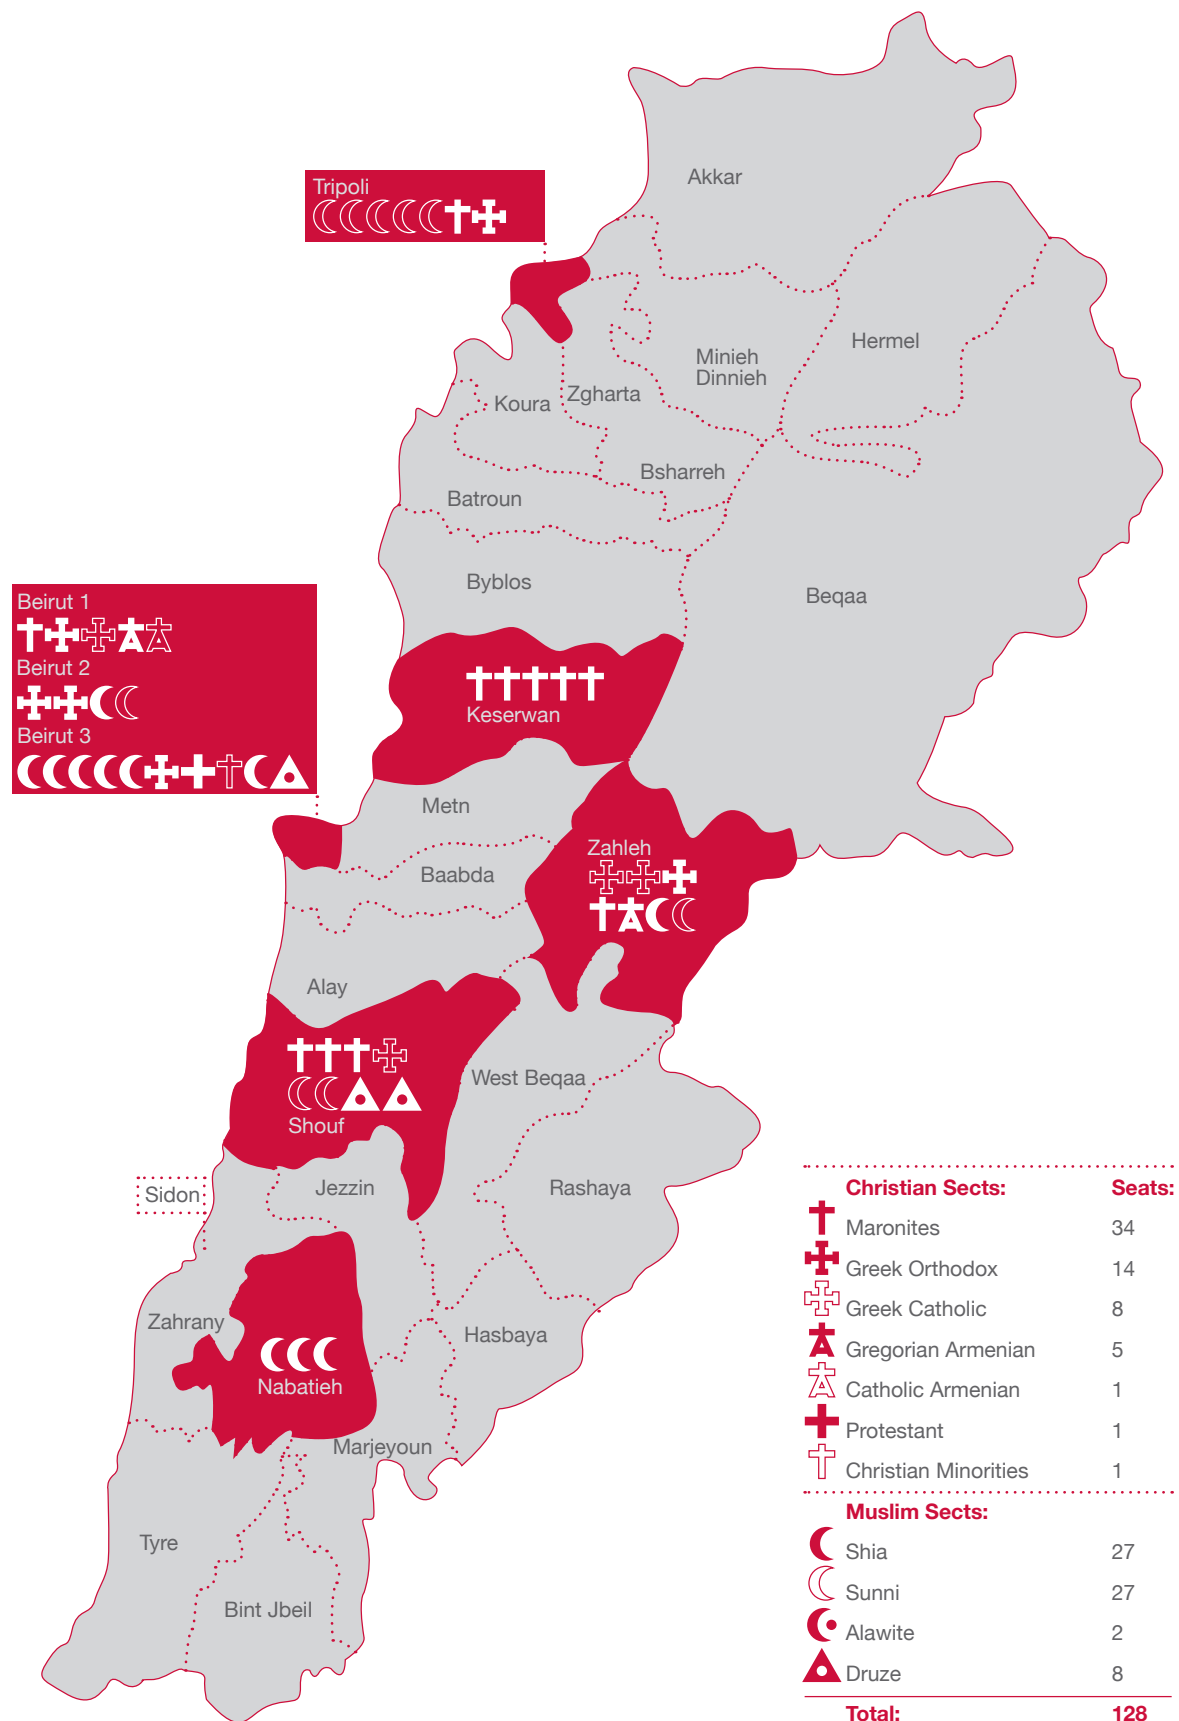 Akkar
Tripoli
Hermel
Minieh
Dinnieh
Zgharta
Koura
Bsharreh
Batroun
Byblos
Beqaa
Beirut 1
Beirut 2
Beirut 3
Keserwan
Metn
Zahleh
Baabda
Alay
West Beqaa
Shouf
Sidon
Jezzin
Rashaya
Zahrany
Hasbaya
Nabatieh
Marjeyoun
Tyre
Bint Jbeil
Christian Sects: Seats:
Maronites 34
Greek Orthodox 14
Greek Catholic 8
Gregorian Armenian 5
Catholic Armenian 1
Protestant 1
Christian Minorities 1
Muslim Sects:
Shia 27
Sunni 27
Alawite 2
Druze 8
Total: 128